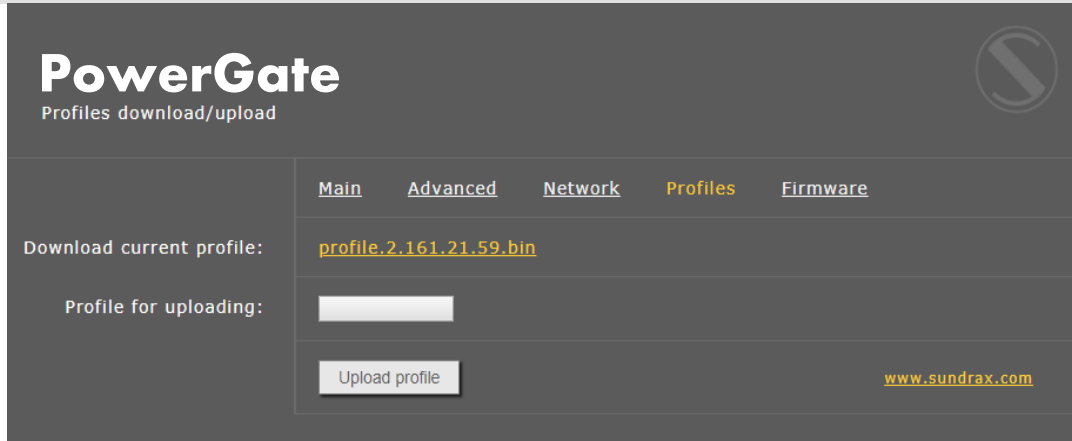 PowerGate
Profiles download/upload
Main Advanced Network Profiles Firmware
Download current profile: profile.2.161.21.59.bin
Profile for uploading:
Upload profile www.sundrax.com